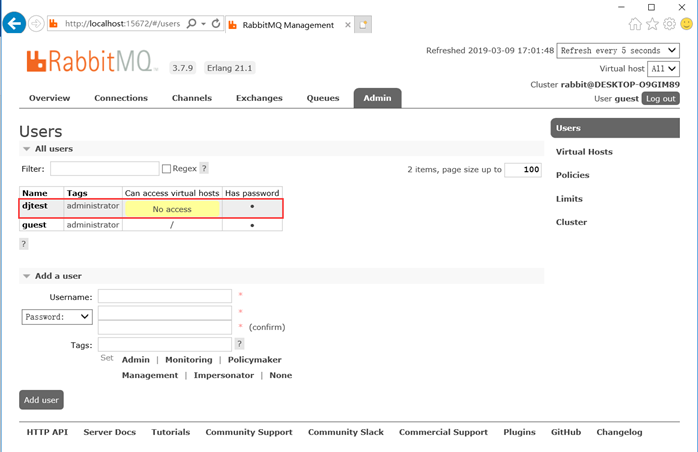 http://localhost:15672/#/users
RabbitMQ Management
Refreshed 2019-03-09 17:01:48 Refresh every 5 seconds
RabbitMQ 3.7.9 Erlang 21.1
Virtual host All
Cluster rabbit@DESKTOP-O9GIM89
User guest Log out
Overview Connections Channels Exchanges Queues Admin
Users
All users
Filter: Regex ? 2 items, page size up to 100
Name Tags Can access virtual hosts Has password
djtest administrator No access •
guest administrator / •
?
Add a user
Username: *
Password: *
* (confirm)
Tags: ?
Set Admin | Monitoring | Policymaker
Management | Impersonator | None
Add user
Users
Virtual Hosts
Policies
Limits
Cluster
HTTP API Server Docs Tutorials Community Support Community Slack Commercial Support Plugins GitHub Changelog